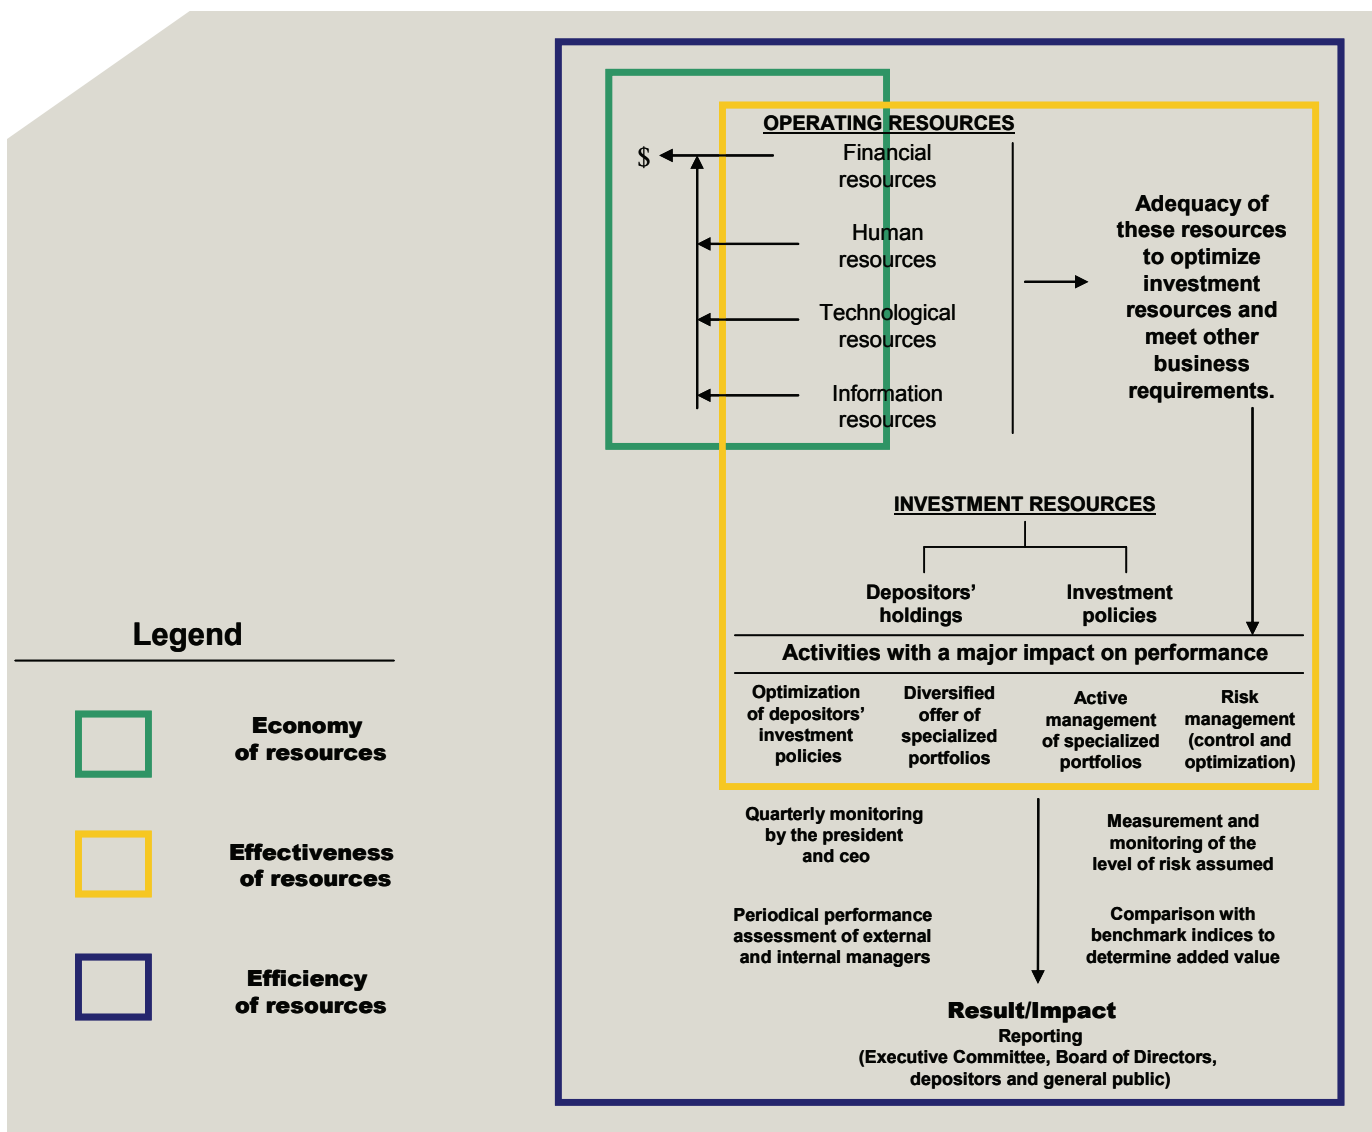 OPERATING RESOURCES
$
Financial
resources
Human
resources
Technological
resources
Information
resources
Adequacy of
these resources
to optimize
investment
resources and
meet other
business
requirements.
INVESTMENT RESOURCES
Depositors’
holdings
Investment
policies
Activities with a major impact on performance
Optimization
of depositors’
investment
policies
Diversified
offer of
specialized
portfolios
Active
management
of specialized
portfolios
Risk
management
(control and
optimization)
Quarterly monitoring
by the president
and ceo
Measurement and
monitoring of the
level of risk assumed
Periodical performance
assessment of external
and internal managers
Comparison with
benchmark indices to
determine added value
Result/Impact
Reporting
(Executive Committee, Board of Directors,
depositors and general public)
Legend
Economy
of resources
Effectiveness
of resources
Efficiency
of resources